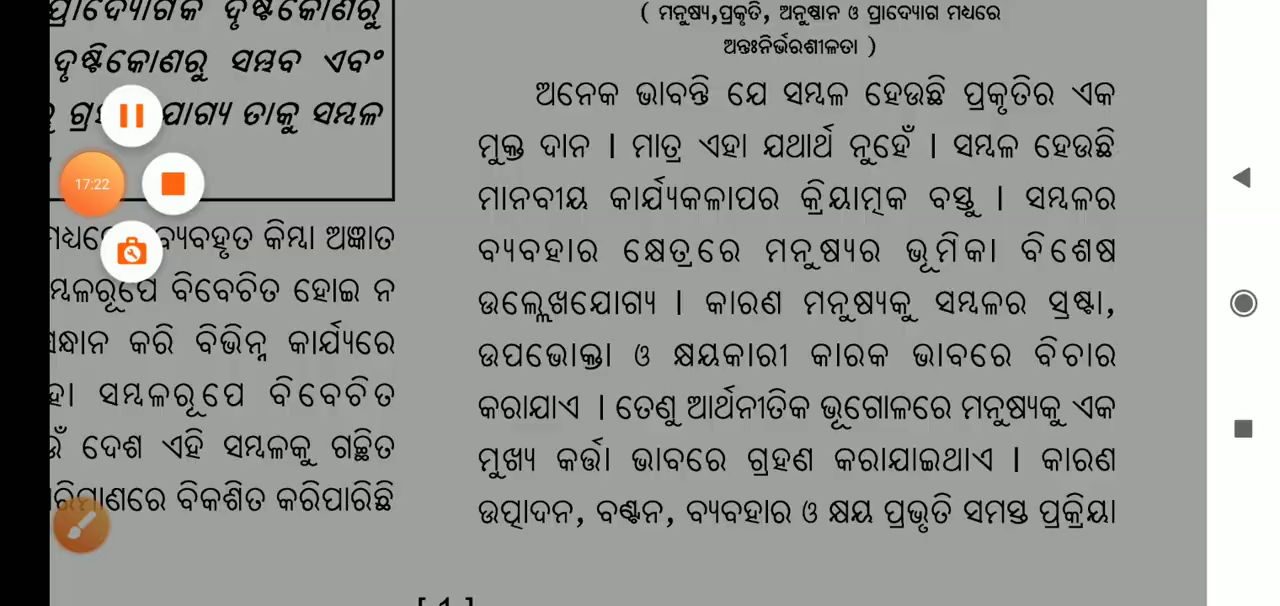 ପ୍ରାଦ୍ୟୋଗିକ ଦୃଷ୍ଟିକୋଣରୁ
ଦୃଷ୍ଟିକୋଣରୁ ସମ୍ଭବ ଏବଂ
ଯୋଗ୍ୟ ତାକୁ ସମ୍ବଳ
ବ୍ୟବହୃତ କିମ୍ବା ଅଜ୍ଞାତ
ବିବେଚିତ ହୋଇ ନ
କରି ବିଭିନ୍ନ କାର୍ଯ୍ୟରେ
ସମ୍ବଳରୂପେ ବିବେଚିତ
ଦେଶ ଏହି ସମ୍ବଳକୁ ଗଚ୍ଛିତ
ବିକଶିତ କରିପାରିଛି
( ମନୁଷ୍ୟ,ପ୍ରକୃତି, ଅନୁଷ୍ଠାନ ଓ ପ୍ରାଦ୍ୟୋଗ ମଧ୍ୟରେ
ଅନ୍ତଃନିର୍ଭରଶୀଳତା )
ଅନେକ ଭାବନ୍ତି ଯେ ସମ୍ବଳ ହେଉଛି ପ୍ରକୃତିର ଏକ
ମୁକ୍ତ ଦାନ । ମାତ୍ର ଏହା ଯଥାର୍ଥ ନୁହେଁ । ସମ୍ବଳ ହେଉଛି
ମାନବୀୟ କାର୍ଯ୍ୟକଳାପର କ୍ରିୟାତ୍ମକ ବସ୍ତୁ । ସମ୍ବଳର
ବ୍ୟବହାର କ୍ଷେତ୍ରରେ ମନୁଷ୍ୟର ଭୂମିକା ବିଶେଷ
ଉଲ୍ଲେଖଯୋଗ୍ୟ । କାରଣ ମନୁଷ୍ୟକୁ ସମ୍ବଳର ସ୍ରଷ୍ଟା,
ଉପଭୋକ୍ତା ଓ କ୍ଷୟକାରୀ କାରକ ଭାବରେ ବିଚାର
କରାଯାଏ । ତେଣୁ ଆର୍ଥନୀତିକ ଭୂଗୋଳରେ ମନୁଷ୍ୟକୁ ଏକ
ମୁଖ୍ୟ କର୍ତ୍ତା ଭାବରେ ଗ୍ରହଣ କରାଯାଇଥାଏ । କାରଣ
ଉତ୍ପାଦନ, ବଣ୍ଟନ, ବ୍ୟବହାର ଓ କ୍ଷୟ ପ୍ରଭୃତି ସମସ୍ତ ପ୍ରକ୍ରିୟା
[ 1 ]
17:22